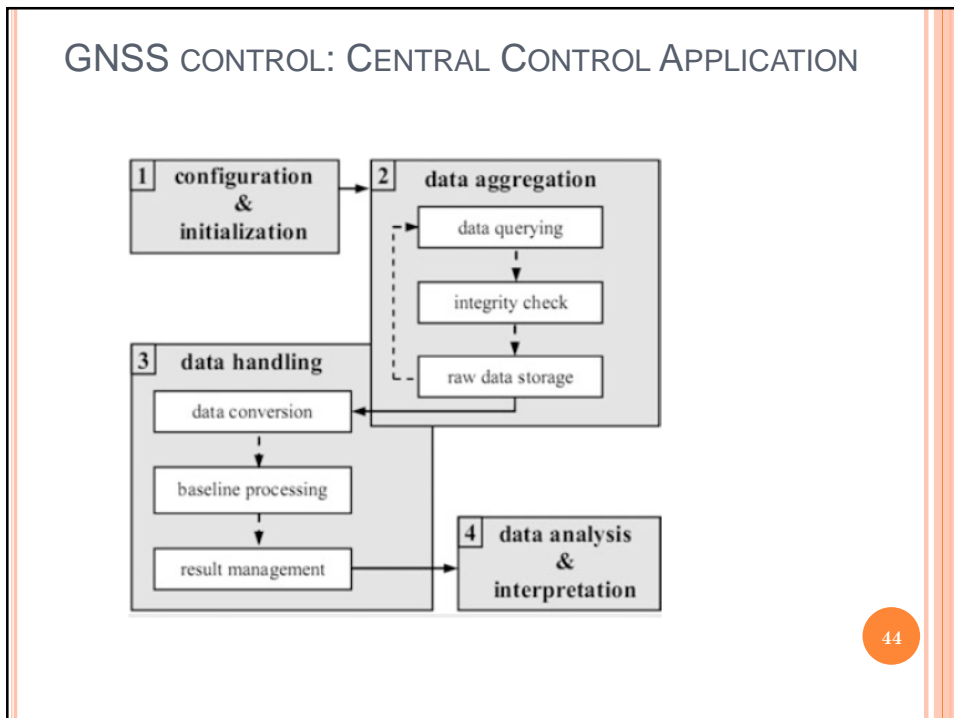 GNSS CONTROL: CENTRAL CONTROL APPLICATION
1
configuration
&
initialization
2
data aggregation
data querying
integrity check
raw data storage
3
data handling
data conversion
baseline processing
result management
4
data analysis
&
interpretation
44